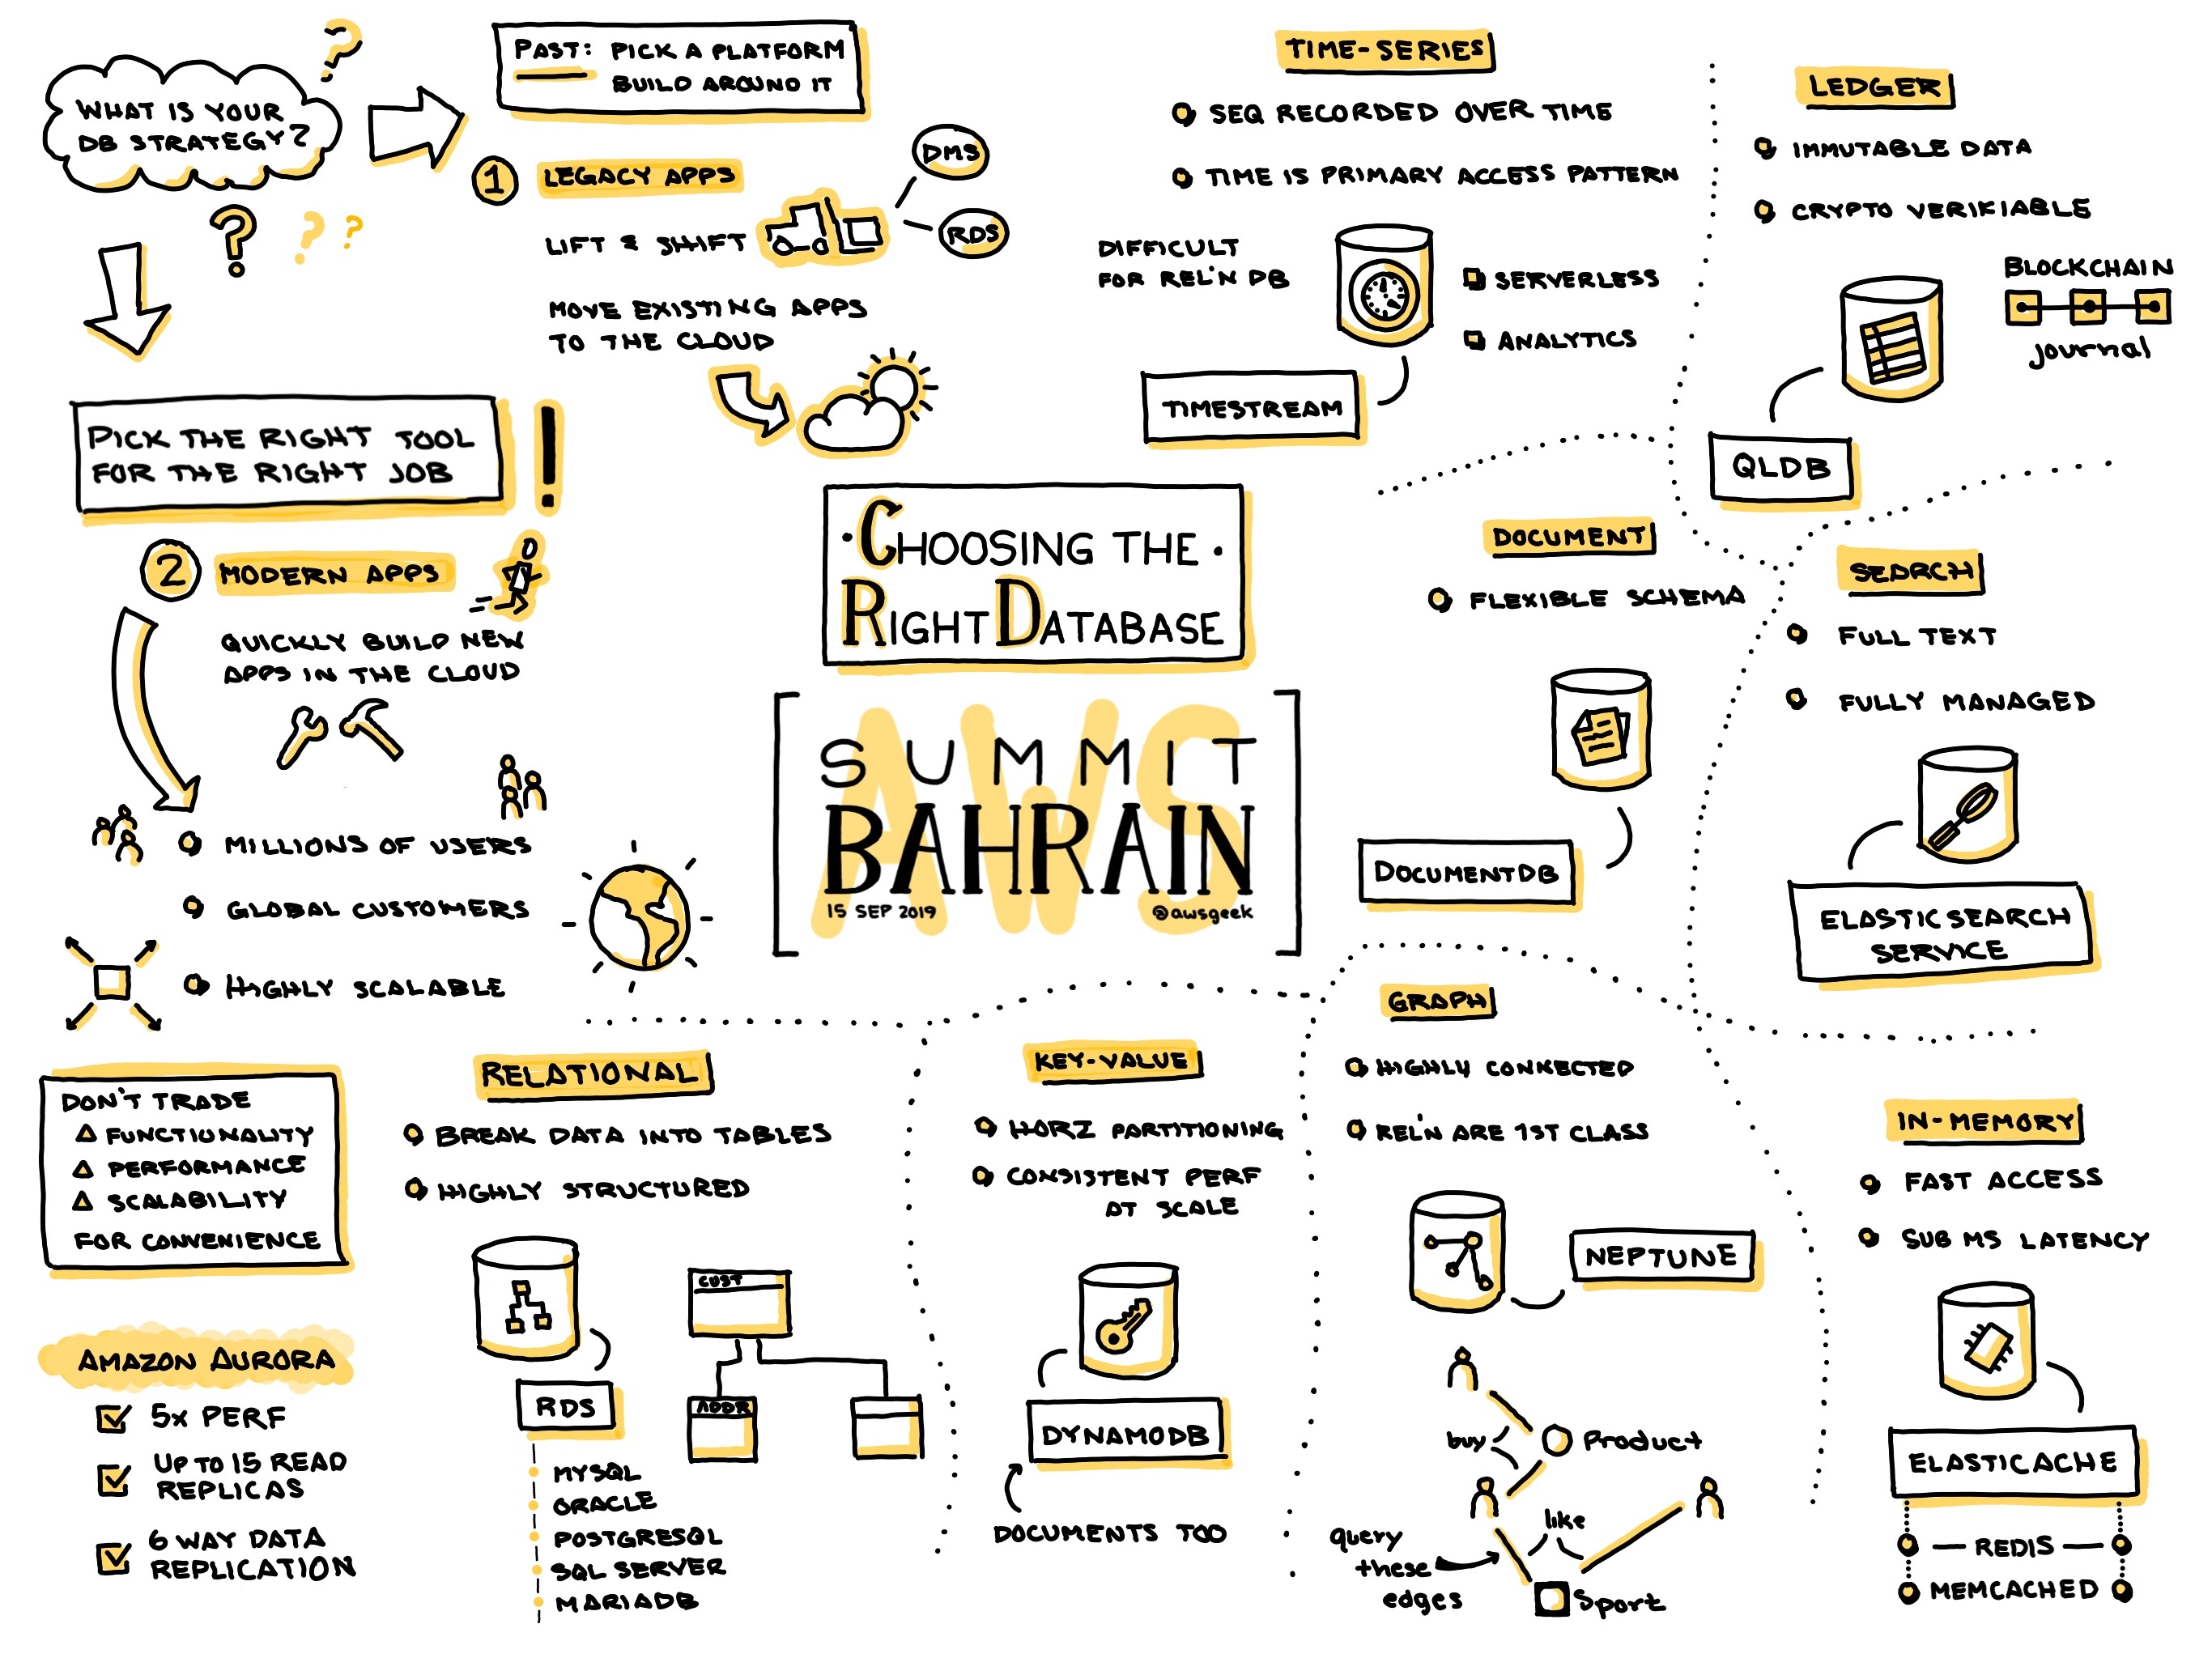 WHAT IS YOUR
DB STRATEGY?
?
?
?
?
PAST: PICK A PLATFORM
BUILD AROUND IT
1 LEGACY APPS
LIFT & SHIFT
DMS
RDS
MOVE EXISTING APPS
TO THE CLOUD
PICK THE RIGHT TOOL
FOR THE RIGHT JOB
!
2 MODERN APPS
QUICKLY BUILD NEW
APPS IN THE CLOUD
MILLIONS OF USERS
GLOBAL CUSTOMERS
HIGHLY SCALABLE
DON'T TRADE
FUNCTIONALITY
PERFORMANCE
SCALABILITY
FOR CONVENIENCE
AMAZON AURORA
5x PERF
UP TO 15 READ
REPLICAS
6 WAY DATA
REPLICATION
·CHOOSING THE·
RIGHT DATABASE
AWS
SUMMIT
BAHRAIN
15 SEP 2019
@awsgeek
TIME-SERIES
SEQ RECORDED OVER TIME
TIME IS PRIMARY ACCESS PATTERN
DIFFICULT
FOR REL'N DB
SERVERLESS
ANALYTICS
TIMESTREAM
LEDGER
IMMUTABLE DATA
CRYPTO VERIKIABLE
BLOCKCHAIN
journal
QLDB
DOCUMENT
FLEXIBLE SCHEMA
DOCUMENTDB
SEARCH
FULL TEXT
FULLY MANAGED
ELASTICSEARCH
SERVICE
RELATIONAL
BREAK DATA INTO TABLES
HIGHLY STRUCTURED
CUST
ADDR
RDS
MYSQL
ORACLE
POSTGRESQL
SQL SERVER
MARIADB
KEY-VALUE
HORZ PARTITIONING
CONSISTENT PERF
AT SCALE
DYNAMODB
DOCUMENTS TOO
GRAPH
HIGHLY CONNECTED
REL'N ARE 1ST CLASS
NEPTUNE
buy
Product
like
query
these
edges
Sport
IN-MEMORY
FAST ACCESS
SUB MS LATENCY
ELASTICACHE
REDIS
MEMCACHED